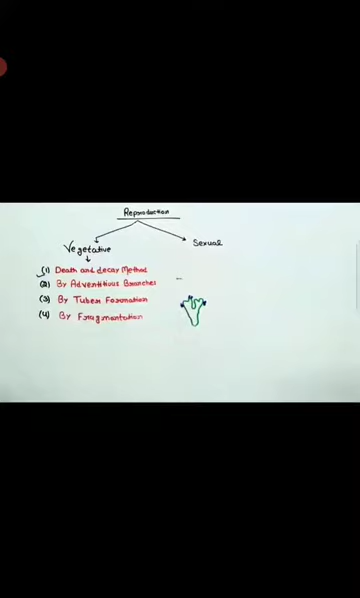 Reproduction
Vegetative
Sexual
(1) Death and decay Method
(2) By Adventitious Branches
(3) By Tuber Formation
(4) By Fragmentation